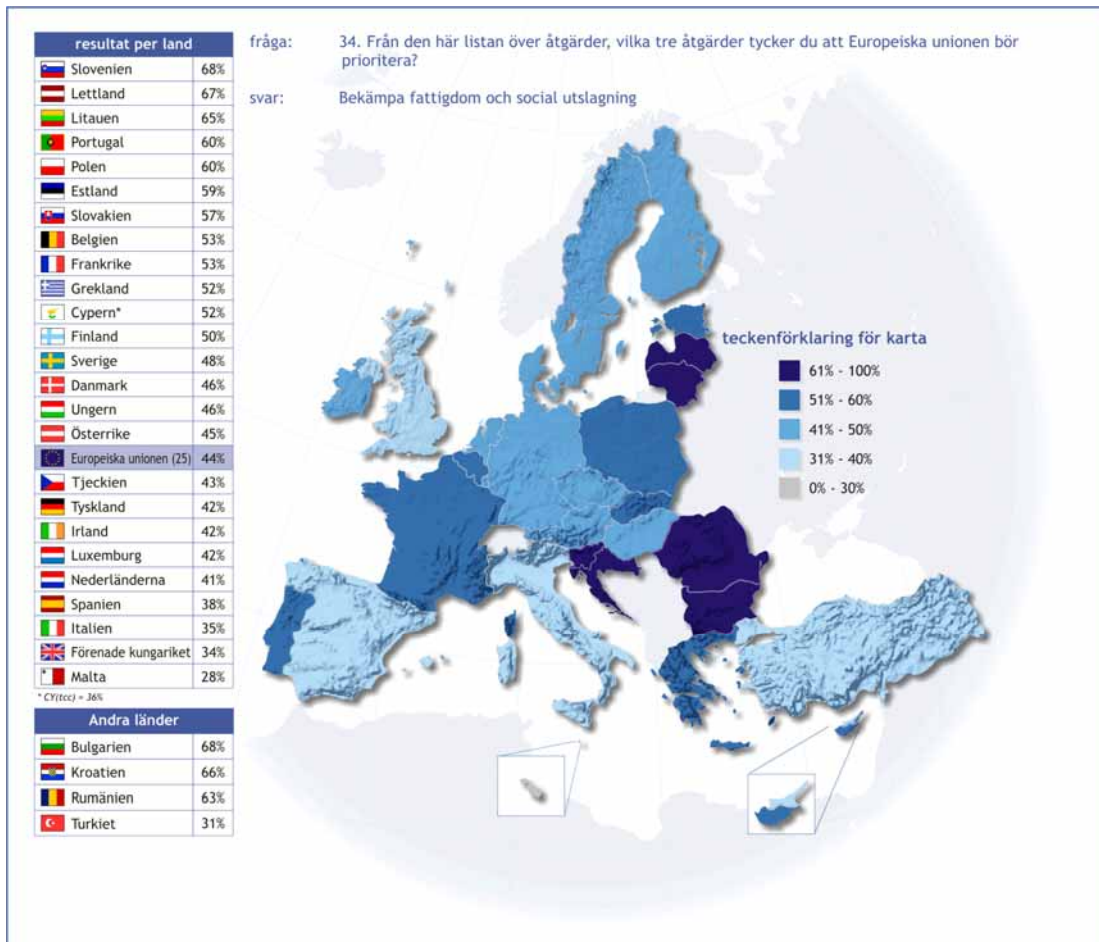 resultat per land
Slovenien 68%
Lettland 67%
Litauen 65%
Portugal 60%
Polen 60%
Estland 59%
Slovakien 57%
Belgien 53%
Frankrike 53%
Grekland 52%
Cypern* 52%
Finland 50%
Sverige 48%
Danmark 46%
Ungern 46%
Österrike 45%
Europeiska unionen (25) 44%
Tjeckien 43%
Tyskland 42%
Irland 42%
Luxemburg 42%
Nederländerna 41%
Spanien 38%
Italien 35%
Förenade kungariket 34%
Malta 28%
* CY(tcc) = 36%
Andra länder
Bulgarien 68%
Kroatien 66%
Rumänien 63%
Turkiet 31%
fråga: 34. Från den här listan över åtgärder, vilka tre åtgärder tycker du att Europeiska unionen bör
prioritera?
svar: Bekämpa fattigdom och social utslagning
teckenförklaring för karta
61% - 100%
51% - 60%
41% - 50%
31% - 40%
0% - 30%